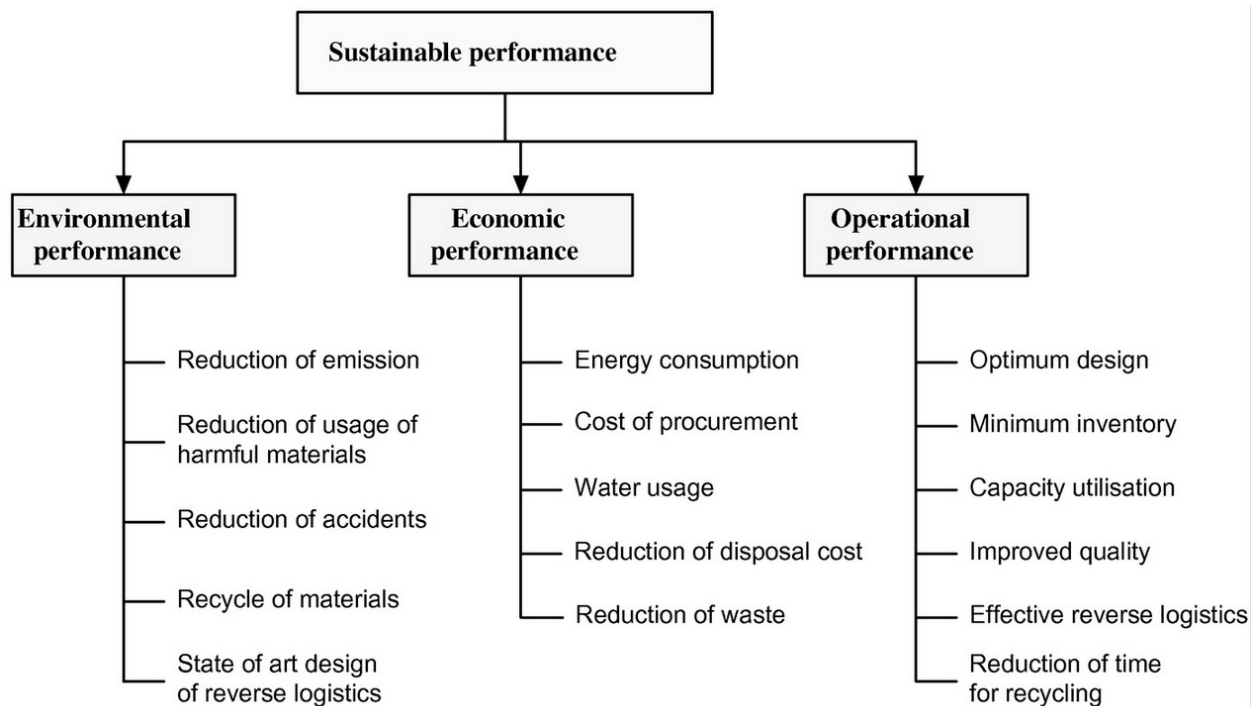 Sustainable performance
Environmental
performance
Economic
performance
Operational
performance
Reduction of emission
Reduction of usage of
harmful materials
Reduction of accidents
Recycle of materials
State of art design
of reverse logistics
Energy consumption
Cost of procurement
Water usage
Reduction of disposal cost
Reduction of waste
Optimum design
Minimum inventory
Capacity utilisation
Improved quality
Effective reverse logistics
Reduction of time
for recycling